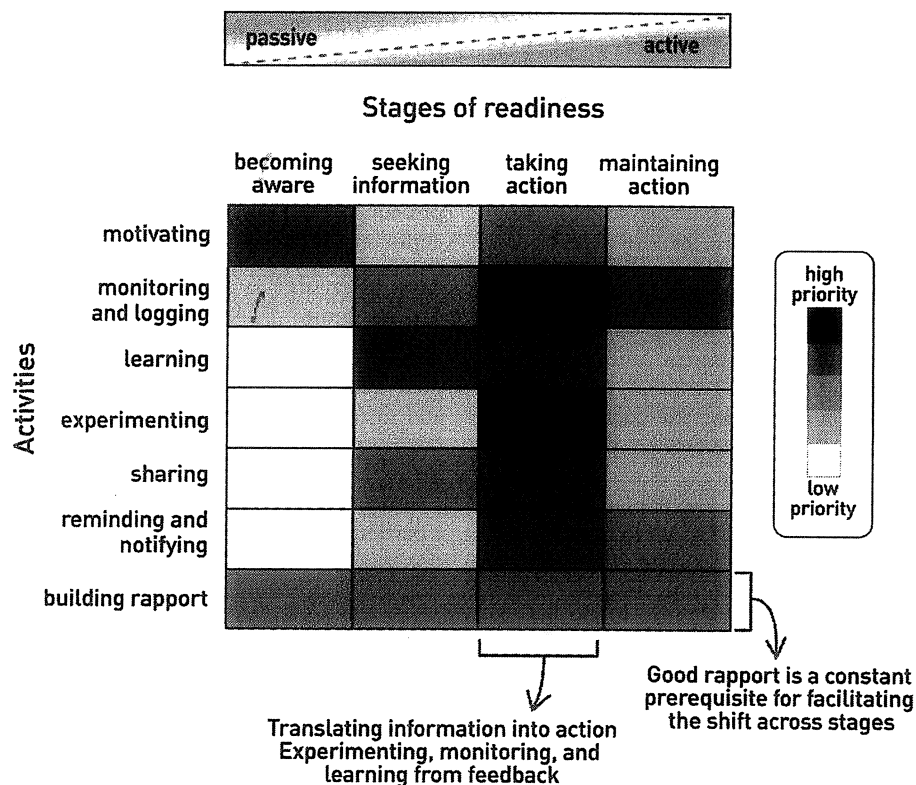 passive
active
Stages of readiness
becoming
aware
seeking
information
taking
action
maintaining
action
Activities
motivating
monitoring
and logging
learning
experimenting
sharing
reminding and
notifying
building rapport
high
priority
low
priority
Good rapport is a constant
prerequisite for facilitating
the shift across stages
Translating information into action
Experimenting, monitoring, and
learning from feedback